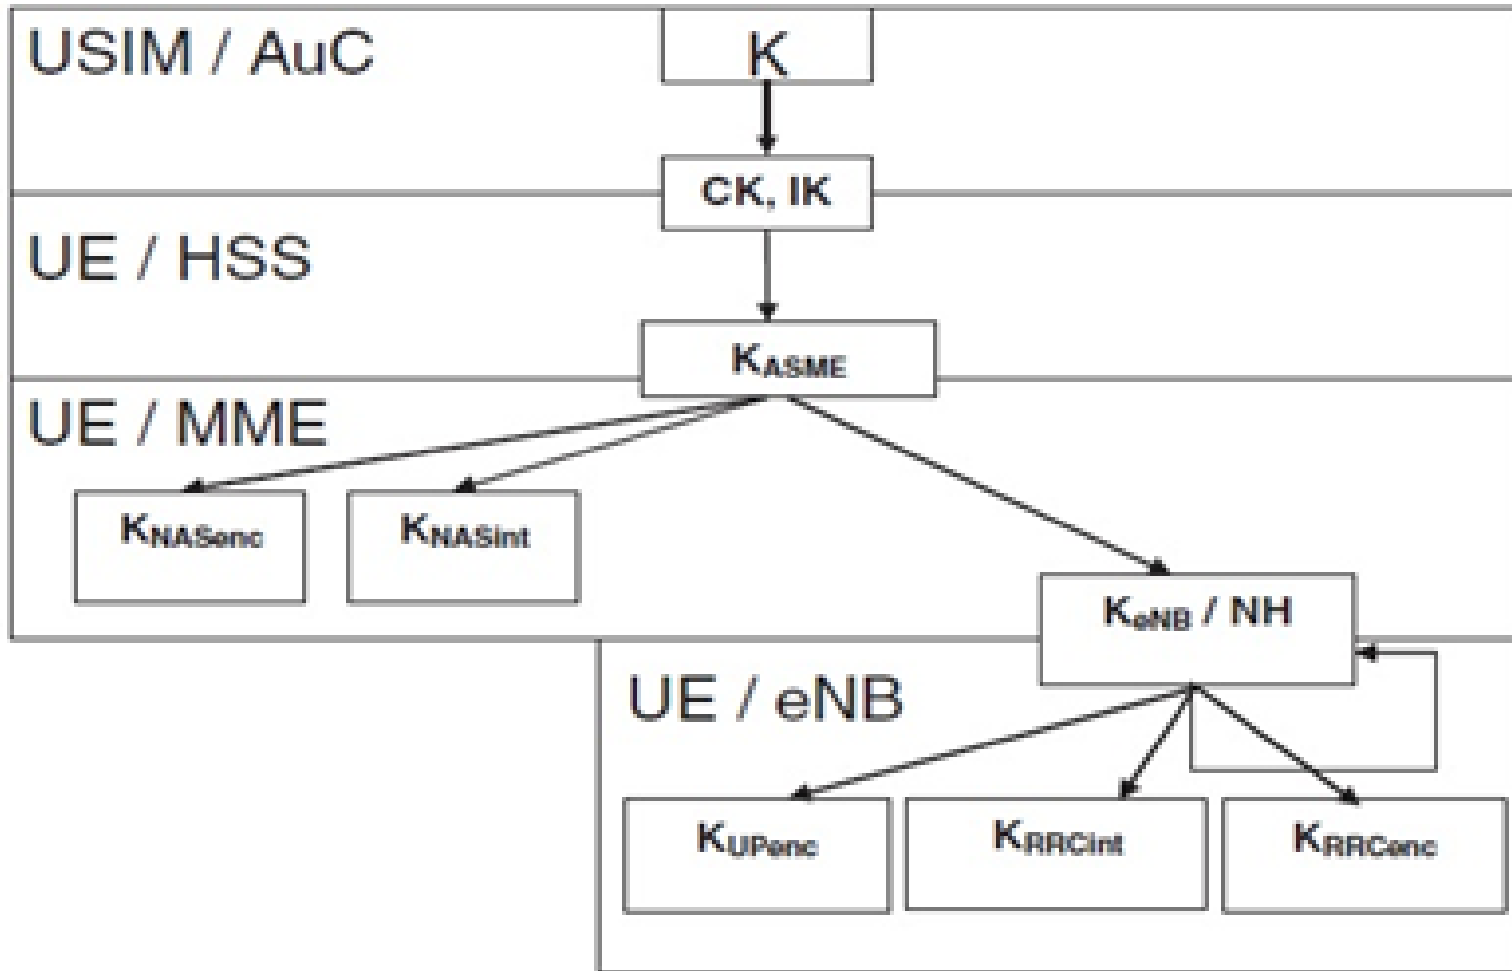 USIM / AuC
K
CK, IK
UE / HSS
KASME
UE / MME
KNASenc
KNASint
KeNB / NH
UE / eNB
KUPenc
KRRCint
KRRCenc